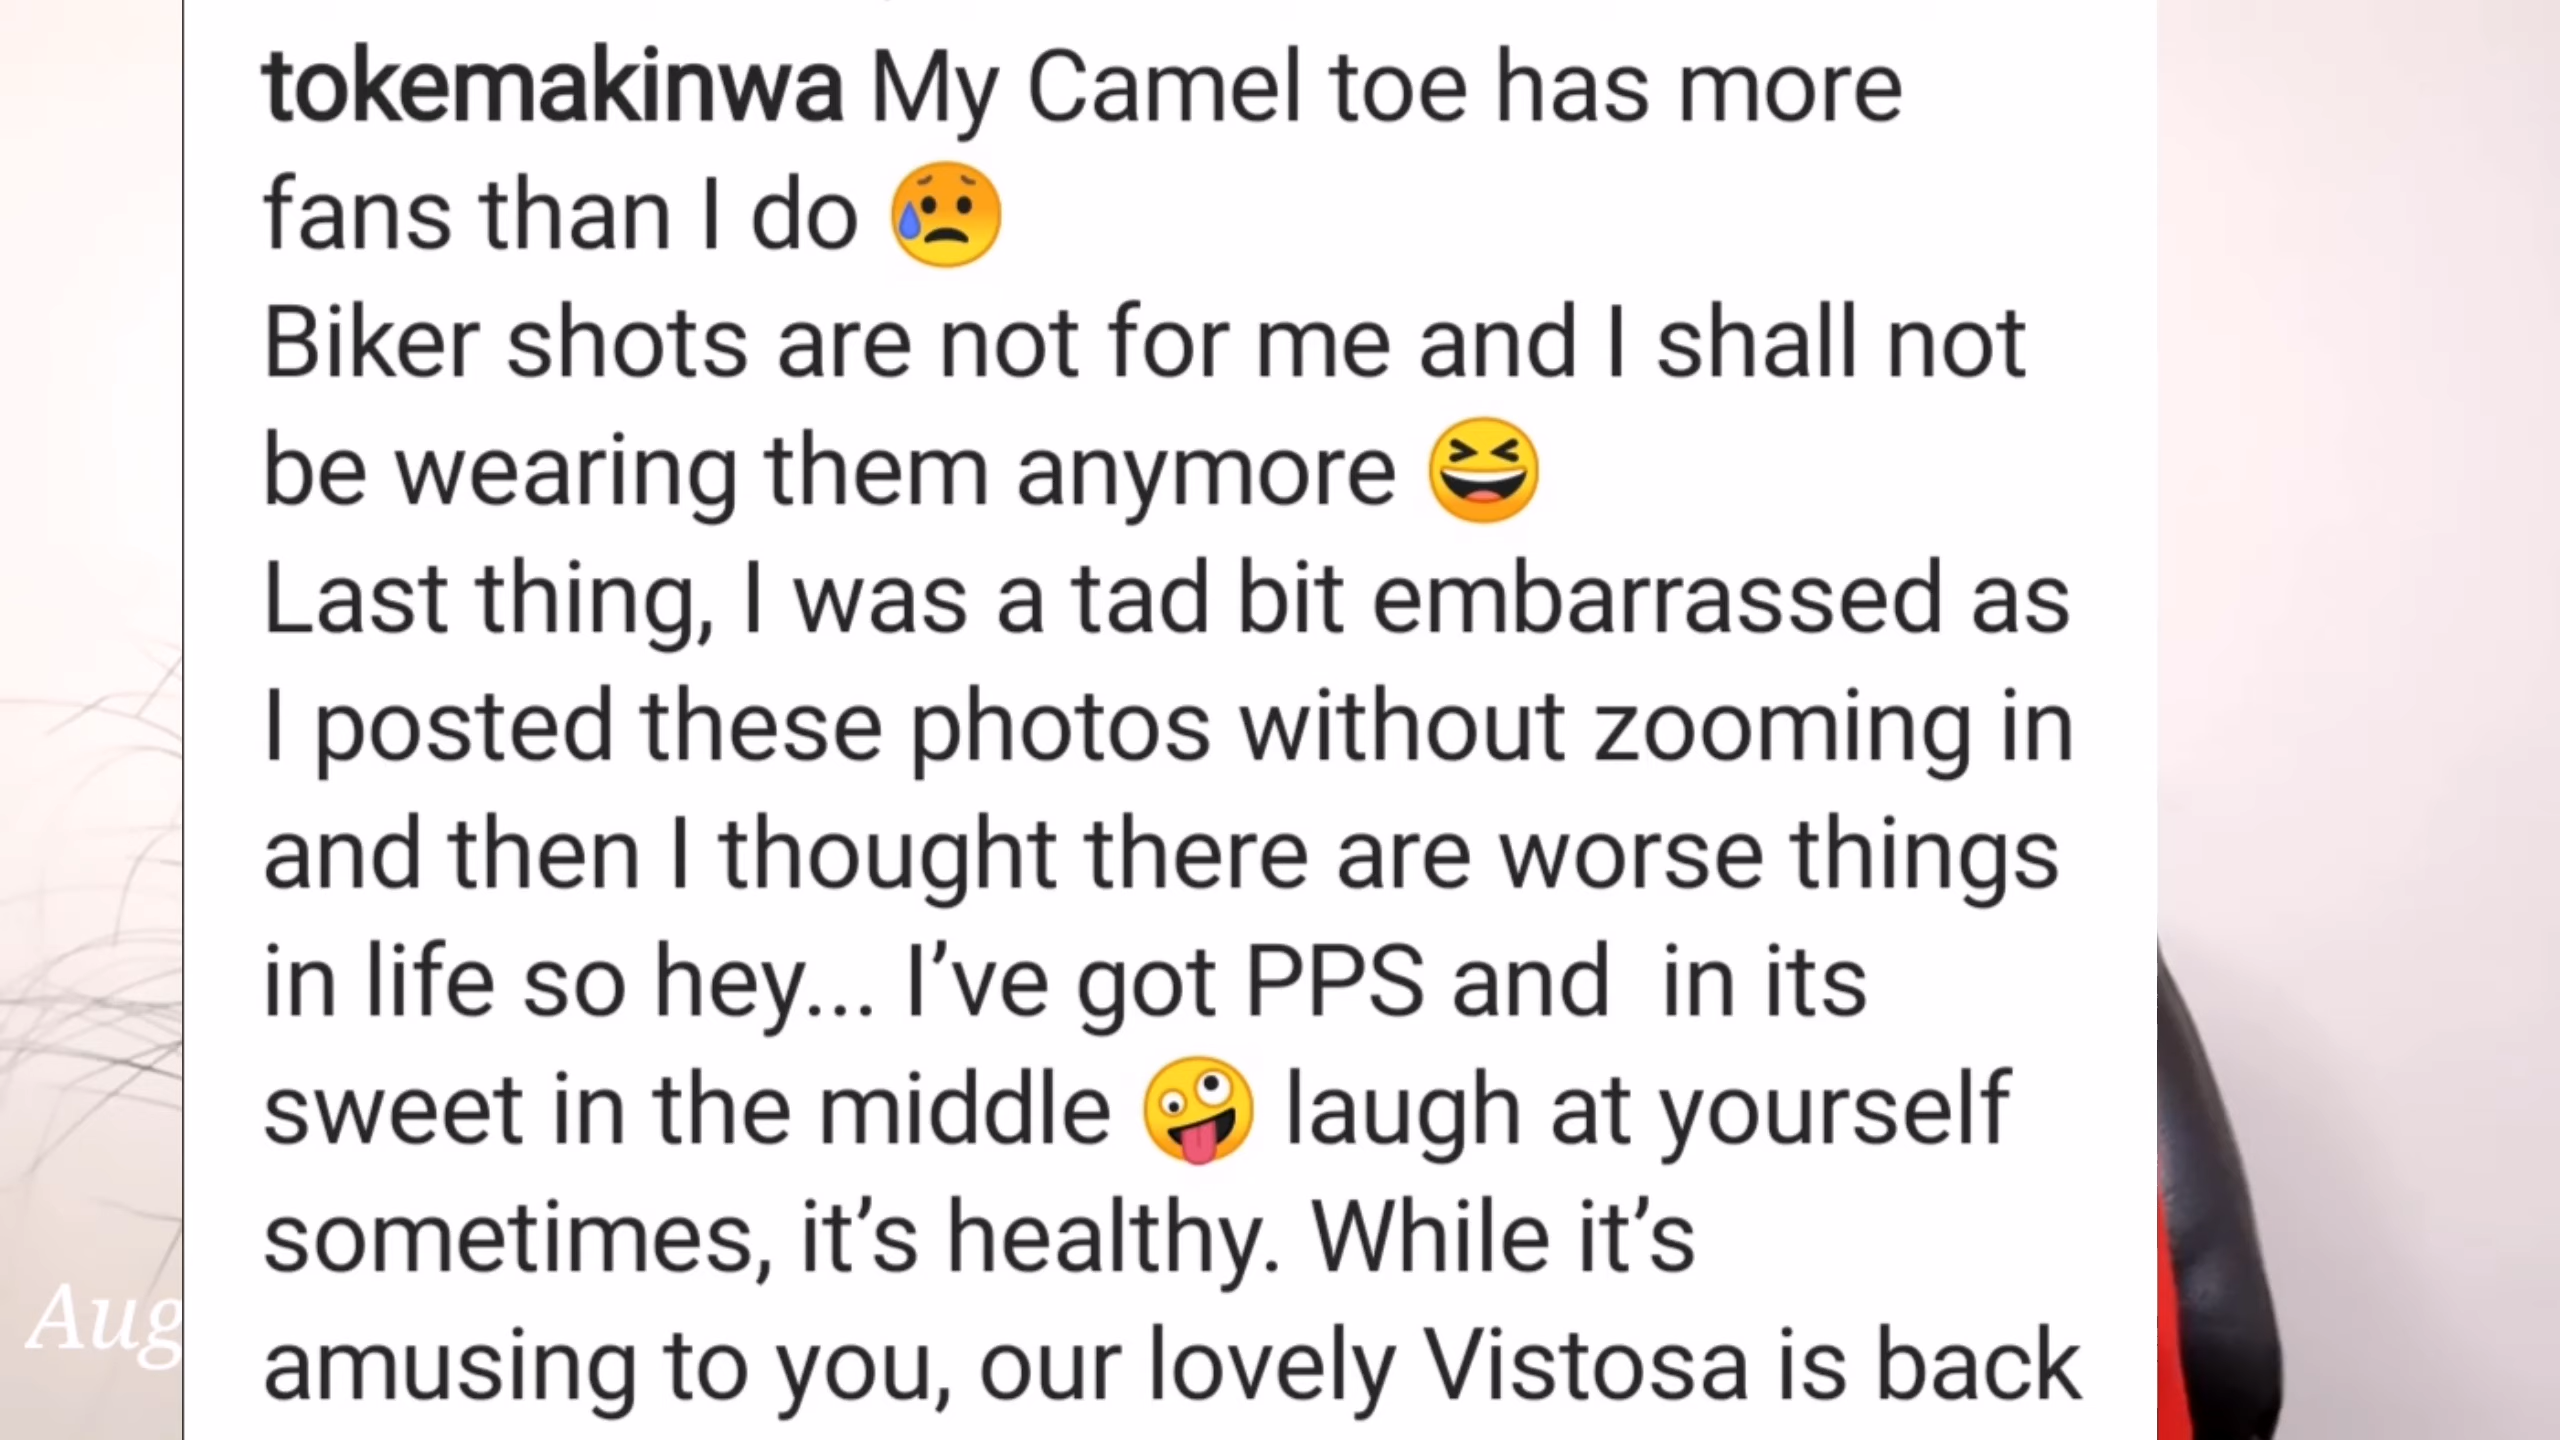 tokemakinwa My Camel toe has more
fans than I do 😥
Biker shots are not for me and I shall not
be wearing them anymore 😆
Last thing, I was a tad bit embarrassed as
I posted these photos without zooming in
and then I thought there are worse things
in life so hey... I’ve got PPS and  in its
sweet in the middle 🤪 laugh at yourself
sometimes, it’s healthy. While it’s
Aug
amusing to you, our lovely Vistosa is back